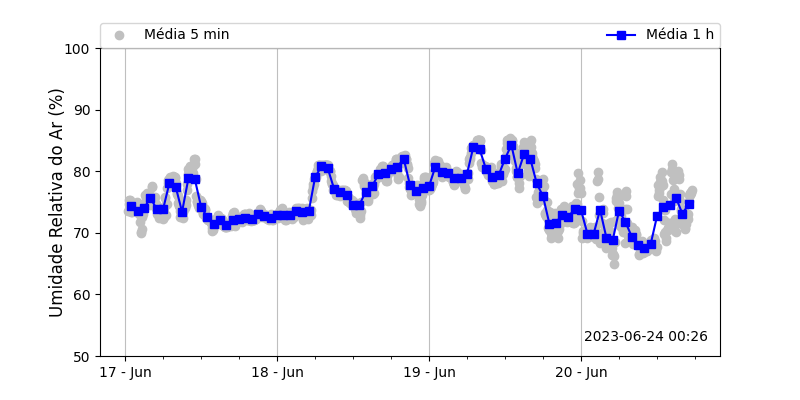 Média 5 min
Média 1 h
Umidade Relativa do Ar (%)
100
90
80
70
60
50
2023-06-24 00:26
17 - Jun
18 - Jun
19 - Jun
20 - Jun